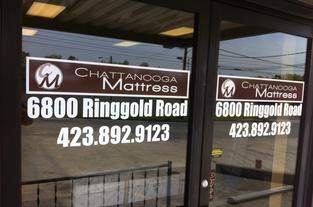 CHATTANOOGA
MATTRESS
6800 Ringgold Road
423.892.9123
CHATTANOOGA
MATTRESS
6800 Ringgold Road
423.892.9123